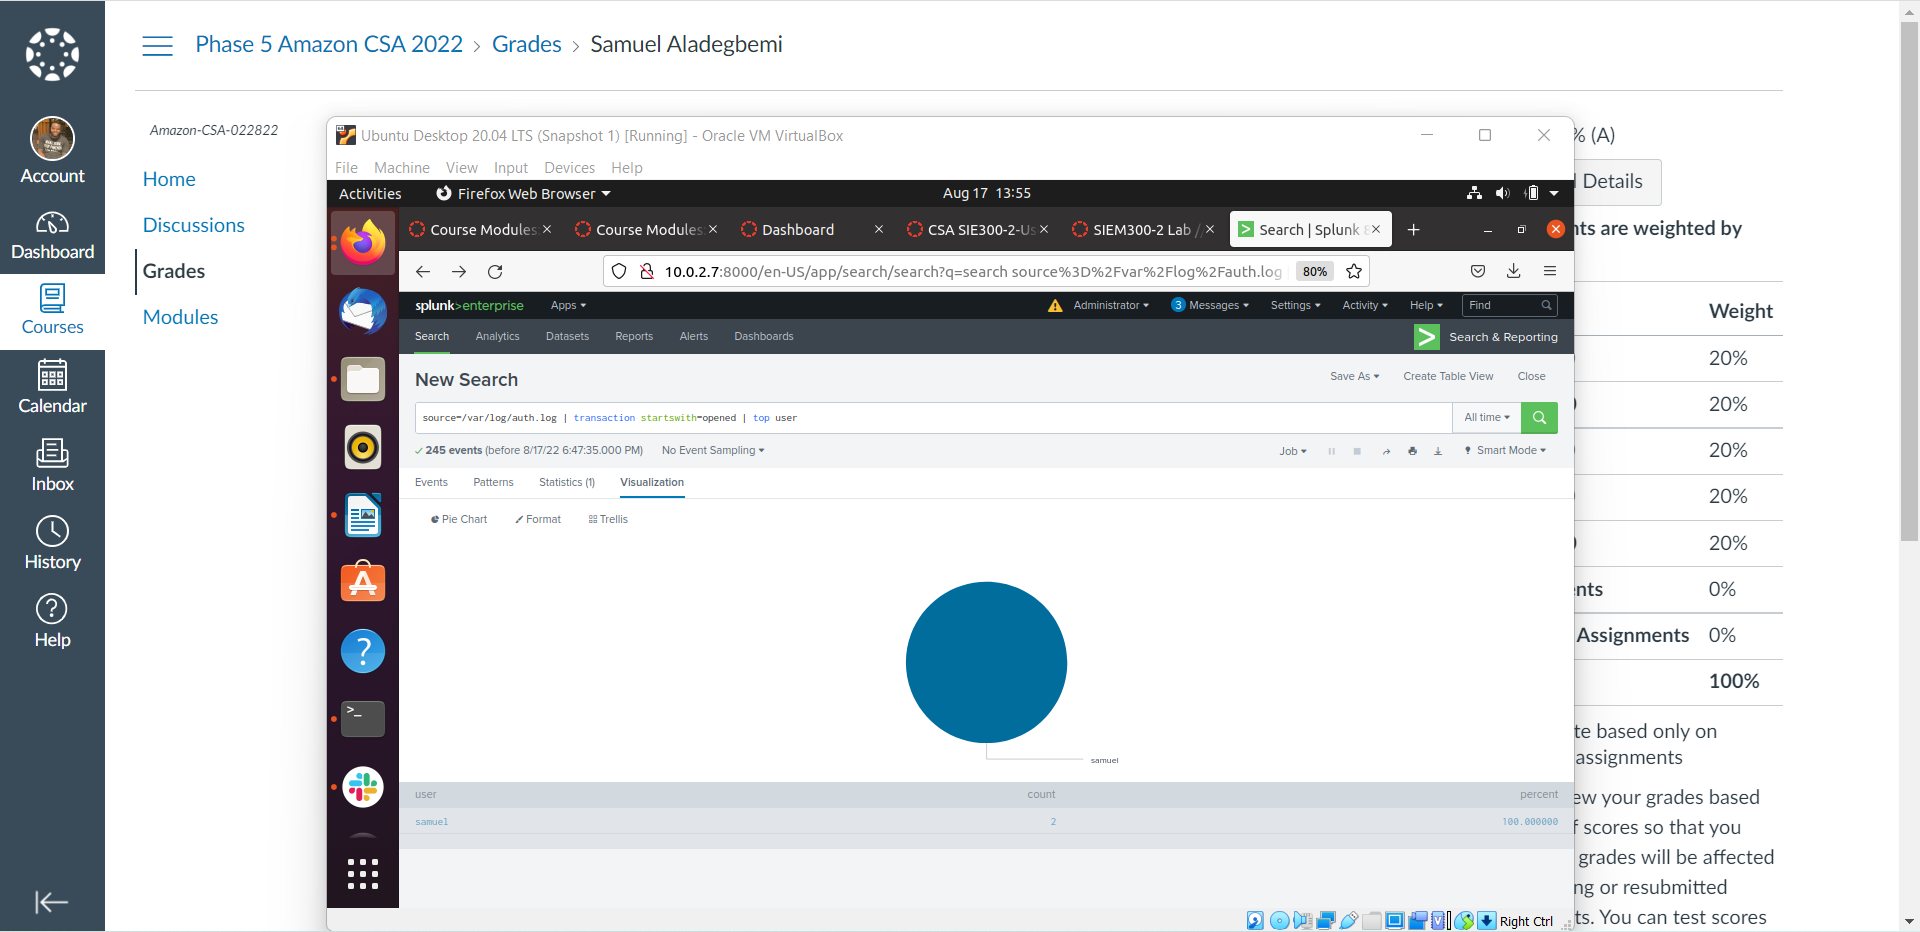 Phase 5 Amazon CSA 2022 > Grades > Samuel Aladegbemi
Account
Dashboard
Courses
Calendar
Inbox
History
Help
Amazon-CSA-022822
Home
Discussions
Grades
Modules
Ubuntu Desktop 20.04 LTS (Snapshot 1) [Running] - Oracle VM VirtualBox
File Machine View Input Devices Help
Activities Firefox Web Browser Aug 17 13:55
Course Modules: Course Modules: Dashboard CSA SIE300-2-Us SIEM300-2 Lab / Search | Splunk 8
10.0.2.7:8000/en-US/app/search/search?q=search source%3D%2Fvar%2Flog%2Fauth.log 80%
splunk>enterprise Apps Administrator 3 Messages Settings Activity Help Find
Search Analytics Datasets Reports Alerts Dashboards Search & Reporting
New Search Save As Create Table View Close
source=/var/log/auth.log | transaction startswith=opened | top user All time
245 events (before 8/17/22 6:47:35.000 PM) No Event Sampling Job Smart Mode
Events Patterns Statistics (1) Visualization
Pie Chart Format Trellis
samuel
user count percent
samuel 2 100.000000
Right Ctrl
% (A)
Details
nts are weighted by
Weight
20%
20%
20%
20%
20%
nts 0%
Assignments 0%
100%
te based only on
assignments
ew your grades based
f scores so that you
grades will be affected
ng or resubmitted
ts. You can test scores